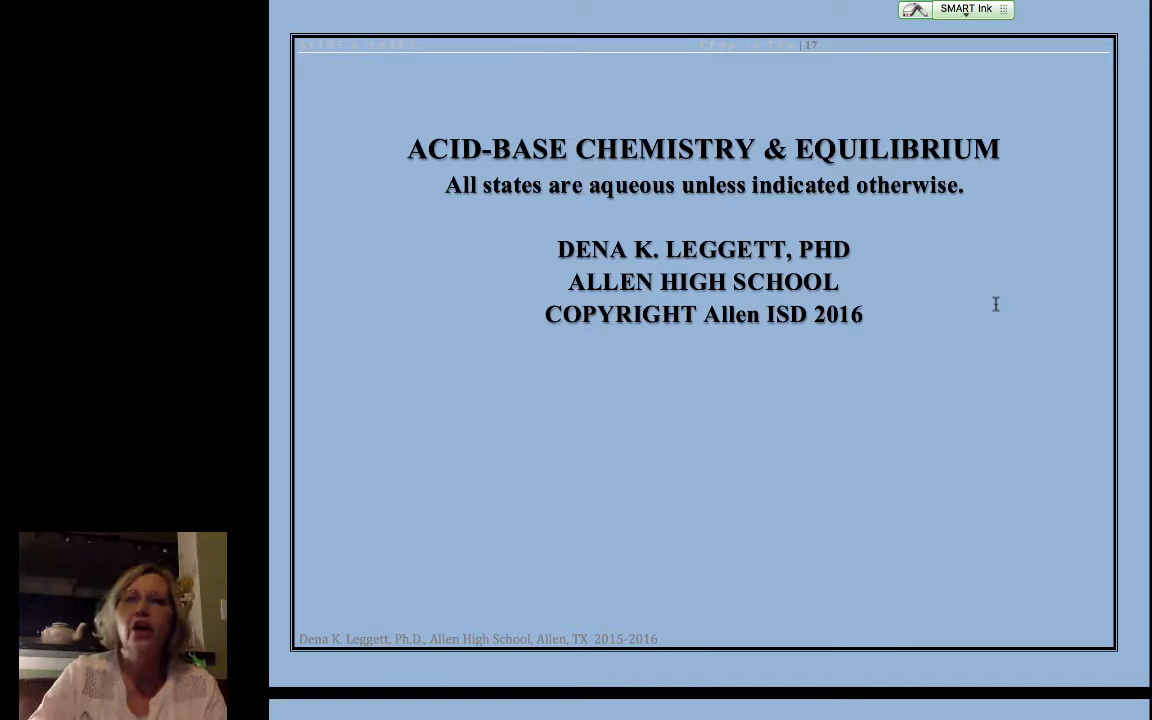 SMART Ink
17
ACID-BASE CHEMISTRY & EQUILIBRIUM
All states are aqueous unless indicated otherwise.
DENA K. LEGGETT, PHD
ALLEN HIGH SCHOOL
COPYRIGHT Allen ISD 2016
Dena K. Leggett, Ph.D., Allen High School, Allen, TX 2015-2016